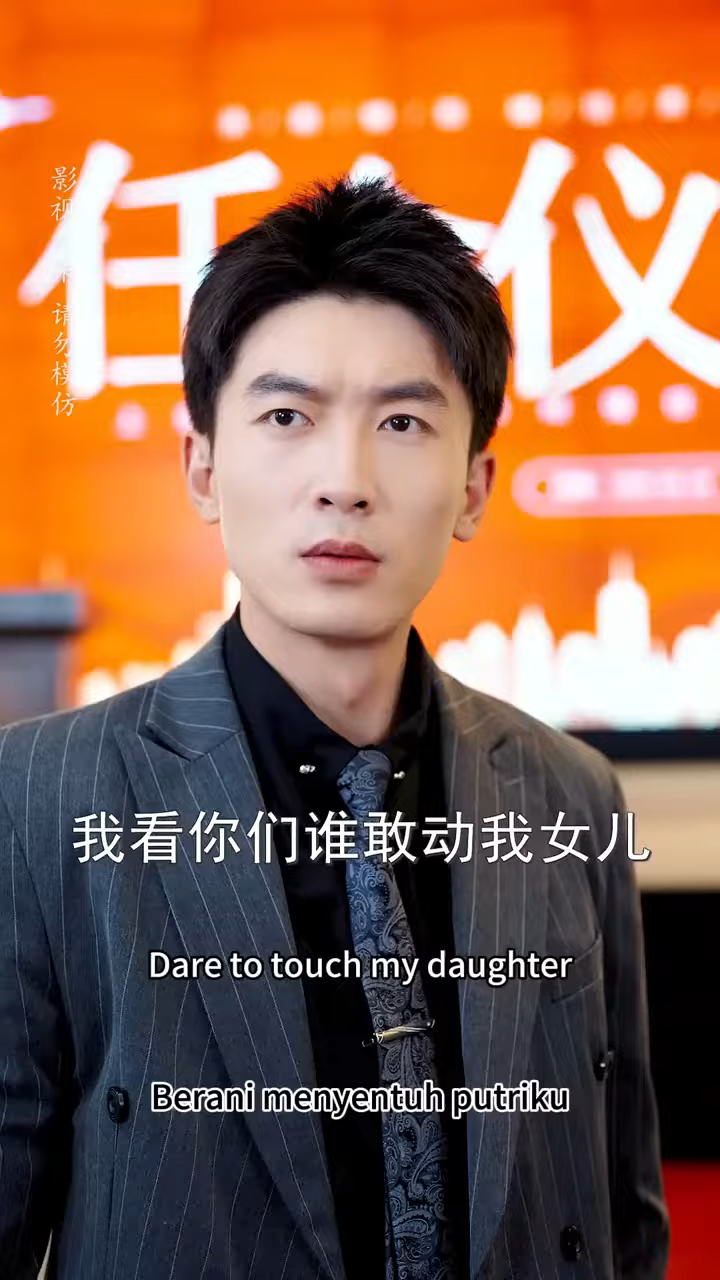 任
仪
影视
请勿模仿
我看你们谁敢动我女儿
Dare to touch my daughter
Berani menyentuh putriku